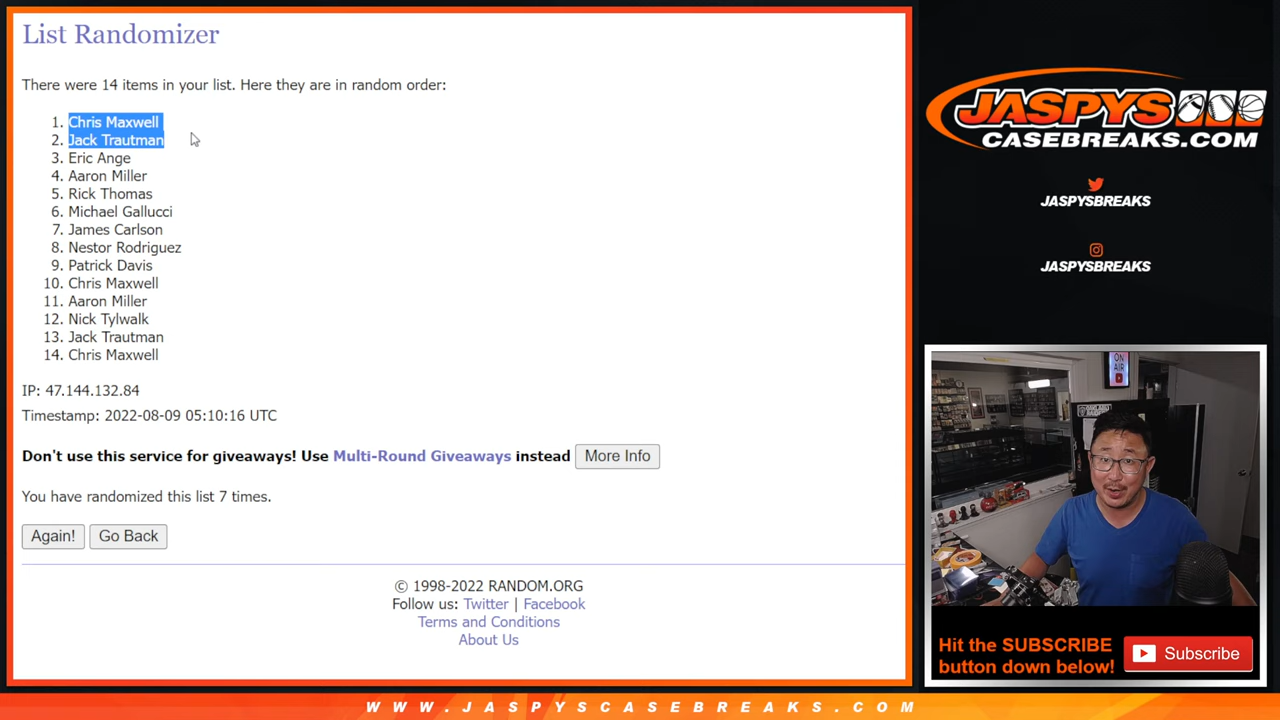 List Randomizer
There were 14 items in your list. Here they are in random order:
1. Chris Maxwell
2. Jack Trautman
3. Eric Ange
4. Aaron Miller
5. Rick Thomas
6. Michael Gallucci
7. James Carlson
8. Nestor Rodriguez
9. Patrick Davis
10. Chris Maxwell
11. Aaron Miller
12. Nick Tylwalk
13. Jack Trautman
14. Chris Maxwell
IP: 47.144.132.84
Timestamp: 2022-08-09 05:10:16 UTC
Don't use this service for giveaways! Use Multi-Round Giveaways instead More Info
You have randomized this list 7 times.
Again! Go Back
© 1998-2022 RANDOM.ORG
Follow us: Twitter | Facebook
Terms and Conditions
About Us
JASPYS
CASEBREAKS.COM
JASPYSBREAKS
JASPYSBREAKS
ON
AIR
Hit the SUBSCRIBE
button down below!
Subscribe
WWW.JASPYSCASEBREAKS.COM